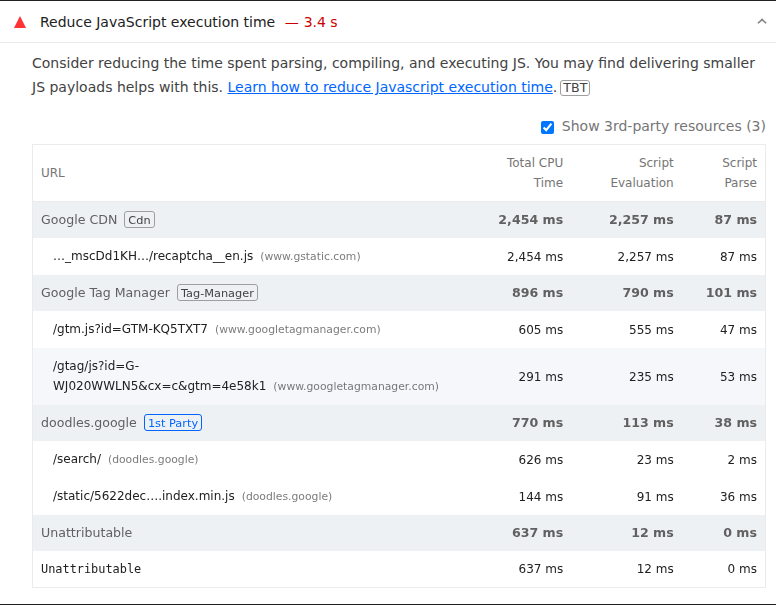 Reduce JavaScript execution time — 3.4 s
Consider reducing the time spent parsing, compiling, and executing JS. You may find delivering smaller
JS payloads helps with this. Learn how to reduce Javascript execution time. TBT
Show 3rd-party resources (3)
URL Total CPU Time Script Evaluation Script Parse
Google CDN Cdn 2,454 ms 2,257 ms 87 ms
…_mscDd1KH…/recaptcha__en.js (www.gstatic.com) 2,454 ms 2,257 ms 87 ms
Google Tag Manager Tag-Manager 896 ms 790 ms 101 ms
/gtm.js?id=GTM-KQ5TXT7 (www.googletagmanager.com) 605 ms 555 ms 47 ms
/gtag/js?id=G-
WJ020WWLN5&cx=c&gtm=4e58k1 (www.googletagmanager.com) 291 ms 235 ms 53 ms
doodles.google 1st Party 770 ms 113 ms 38 ms
/search/ (doodles.google) 626 ms 23 ms 2 ms
/static/5622dec….index.min.js (doodles.google) 144 ms 91 ms 36 ms
Unattributable 637 ms 12 ms 0 ms
Unattributable 637 ms 12 ms 0 ms